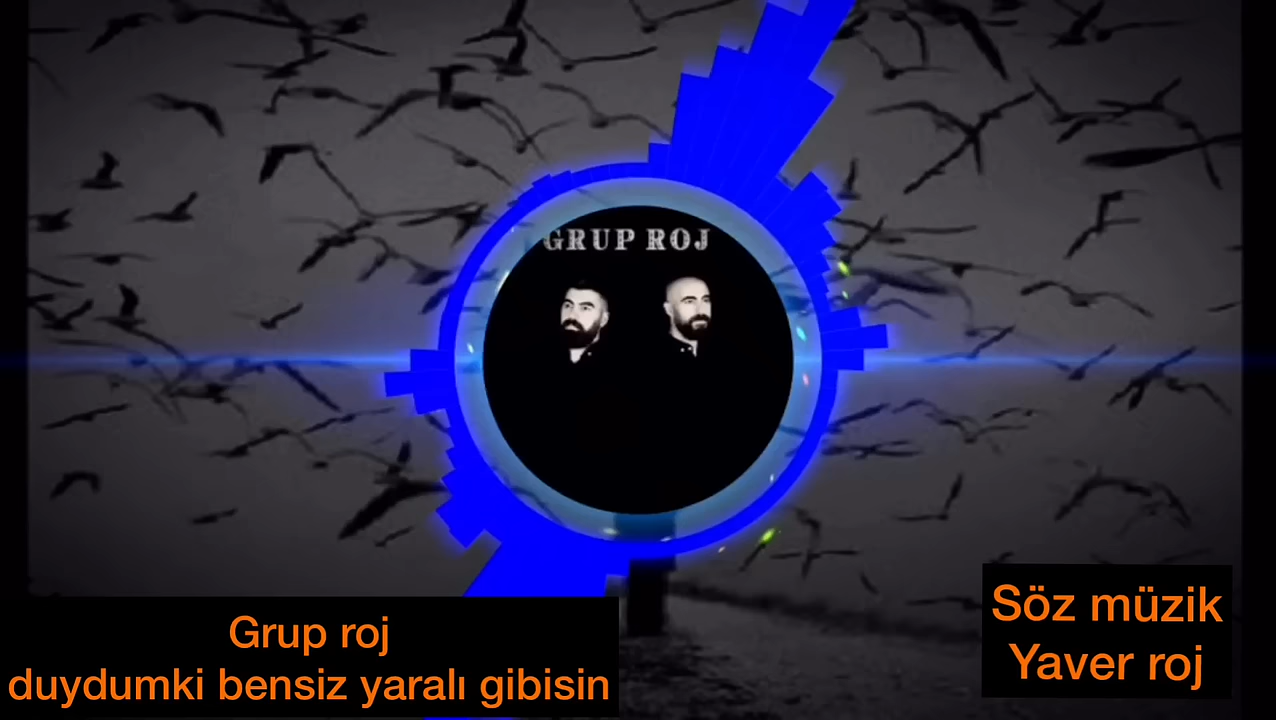 GRUP ROJ
Grup roj
duydumki bensiz yaralı gibisin
Söz müzik
Yaver roj